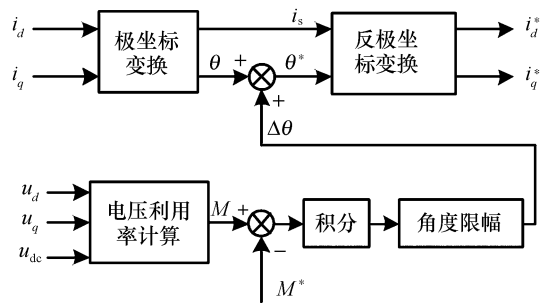 i_d
i_q
极坐标
变换
i_s
θ + θ*
+
Δθ
反极坐
标变换
i_d^*
i_q^*
u_d
u_q
u_dc
电压利用
率计算
M +
−
M*
积分
角度限幅